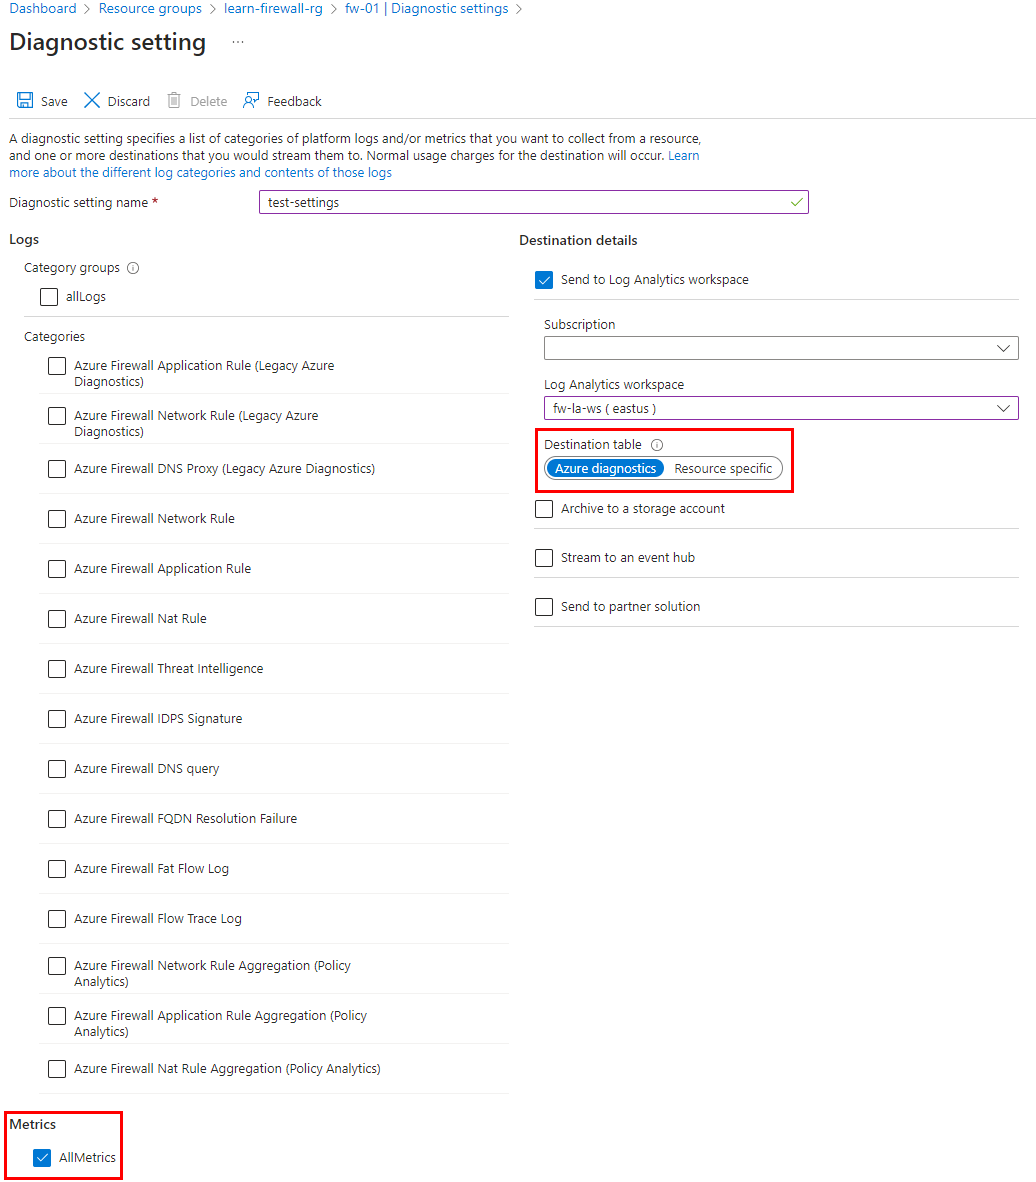 Dashboard > Resource groups > learn-firewall-rg > fw-01 | Diagnostic settings >
Diagnostic setting ...
Save Discard Delete Feedback
A diagnostic setting specifies a list of categories of platform logs and/or metrics that you want to collect from a resource,
and one or more destinations that you would stream them to. Normal usage charges for the destination will occur. Learn
more about the different log categories and contents of those logs
Diagnostic setting name *
test-settings
Logs
Category groups
allLogs
Categories
Azure Firewall Application Rule (Legacy Azure
Diagnostics)
Azure Firewall Network Rule (Legacy Azure
Diagnostics)
Azure Firewall DNS Proxy (Legacy Azure Diagnostics)
Azure Firewall Network Rule
Azure Firewall Application Rule
Azure Firewall Nat Rule
Azure Firewall Threat Intelligence
Azure Firewall IDPS Signature
Azure Firewall DNS query
Azure Firewall FQDN Resolution Failure
Azure Firewall Fat Flow Log
Azure Firewall Flow Trace Log
Azure Firewall Network Rule Aggregation (Policy
Analytics)
Azure Firewall Application Rule Aggregation (Policy
Analytics)
Azure Firewall Nat Rule Aggregation (Policy Analytics)
Metrics
AllMetrics
Destination details
Send to Log Analytics workspace
Subscription
Log Analytics workspace
fw-la-ws ( eastus )
Destination table
Azure diagnostics Resource specific
Archive to a storage account
Stream to an event hub
Send to partner solution